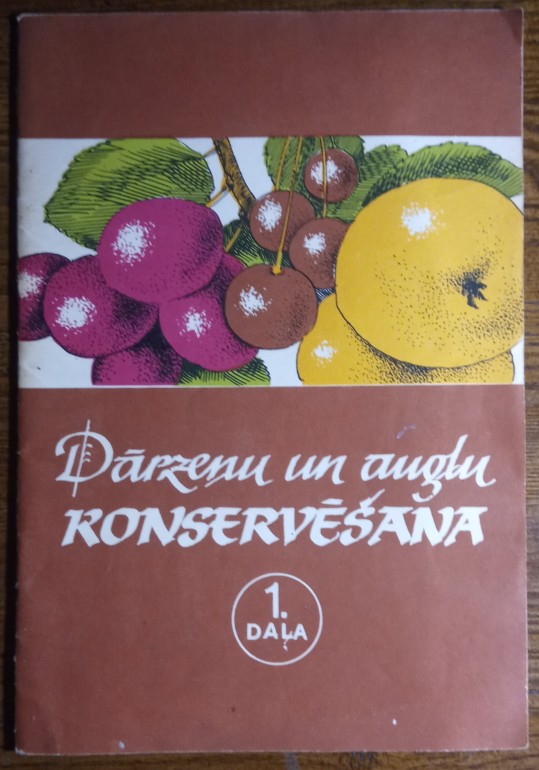 Dārzeņu un augļu
KONSERVĒŠANA
1.
DAĻA